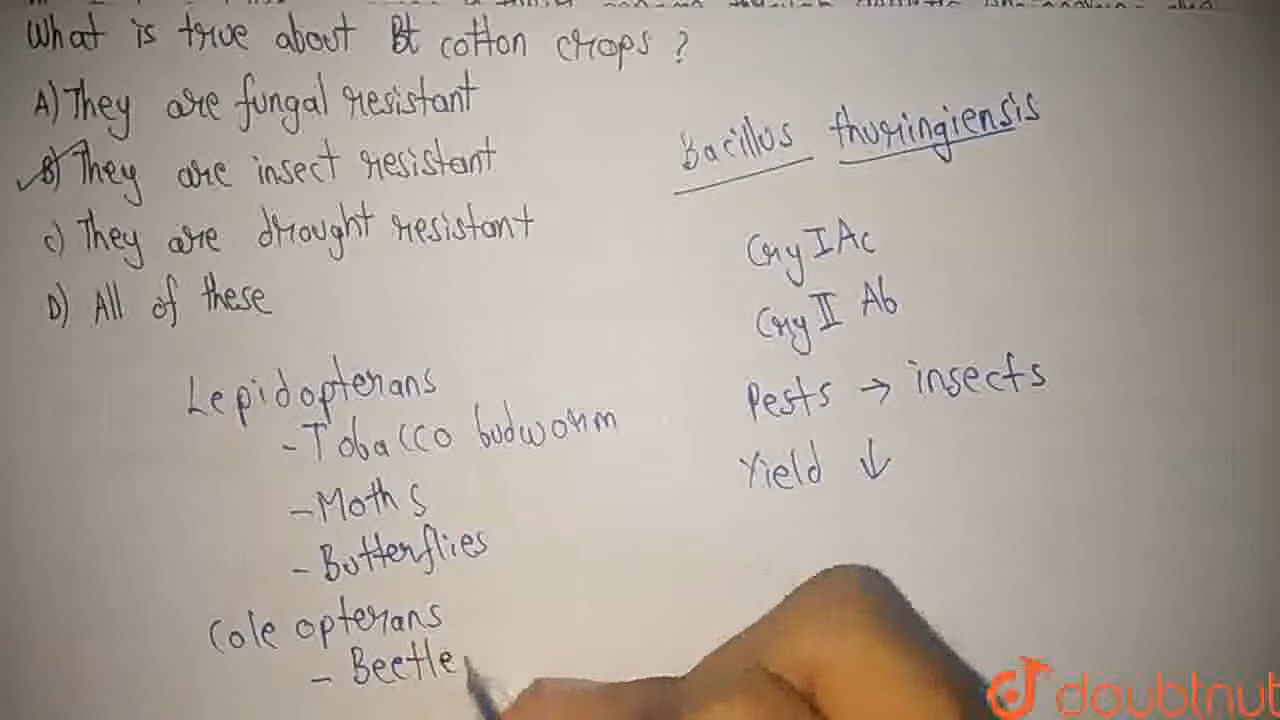 What is true about Bt cotton crops ?
A) They are fungal resistant
B) They are insect resistant
C) They are drought resistant
D) All of these
Bacillus thuringiensis
Cry I Ac
Cry II Ab
Pests → insects
Yield ↓
Lepidopterans
- Tobacco budworm
- Moths
- Butterflies
Coleopterans
- Beetle
doubtnut